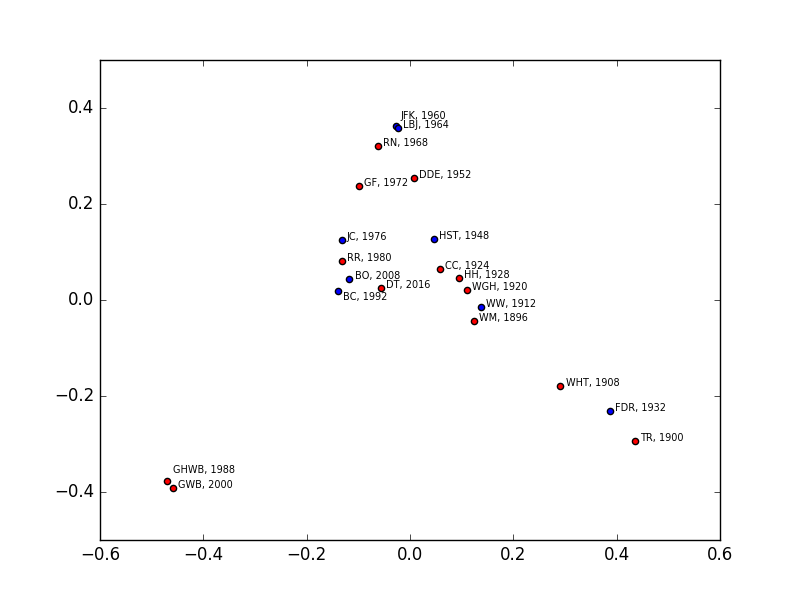 0.4
0.2
0.0
−0.2
−0.4
−0.6
−0.4
−0.2
0.0
0.2
0.4
0.6
JFK, 1960
LBJ, 1964
RN, 1968
DDE, 1952
GF, 1972
JC, 1976
HST, 1948
RR, 1980
CC, 1924
BO, 2008
HH, 1928
DT, 2016
WGH, 1920
BC, 1992
WW, 1912
WM, 1896
WHT, 1908
FDR, 1932
TR, 1900
GHWB, 1988
GWB, 2000